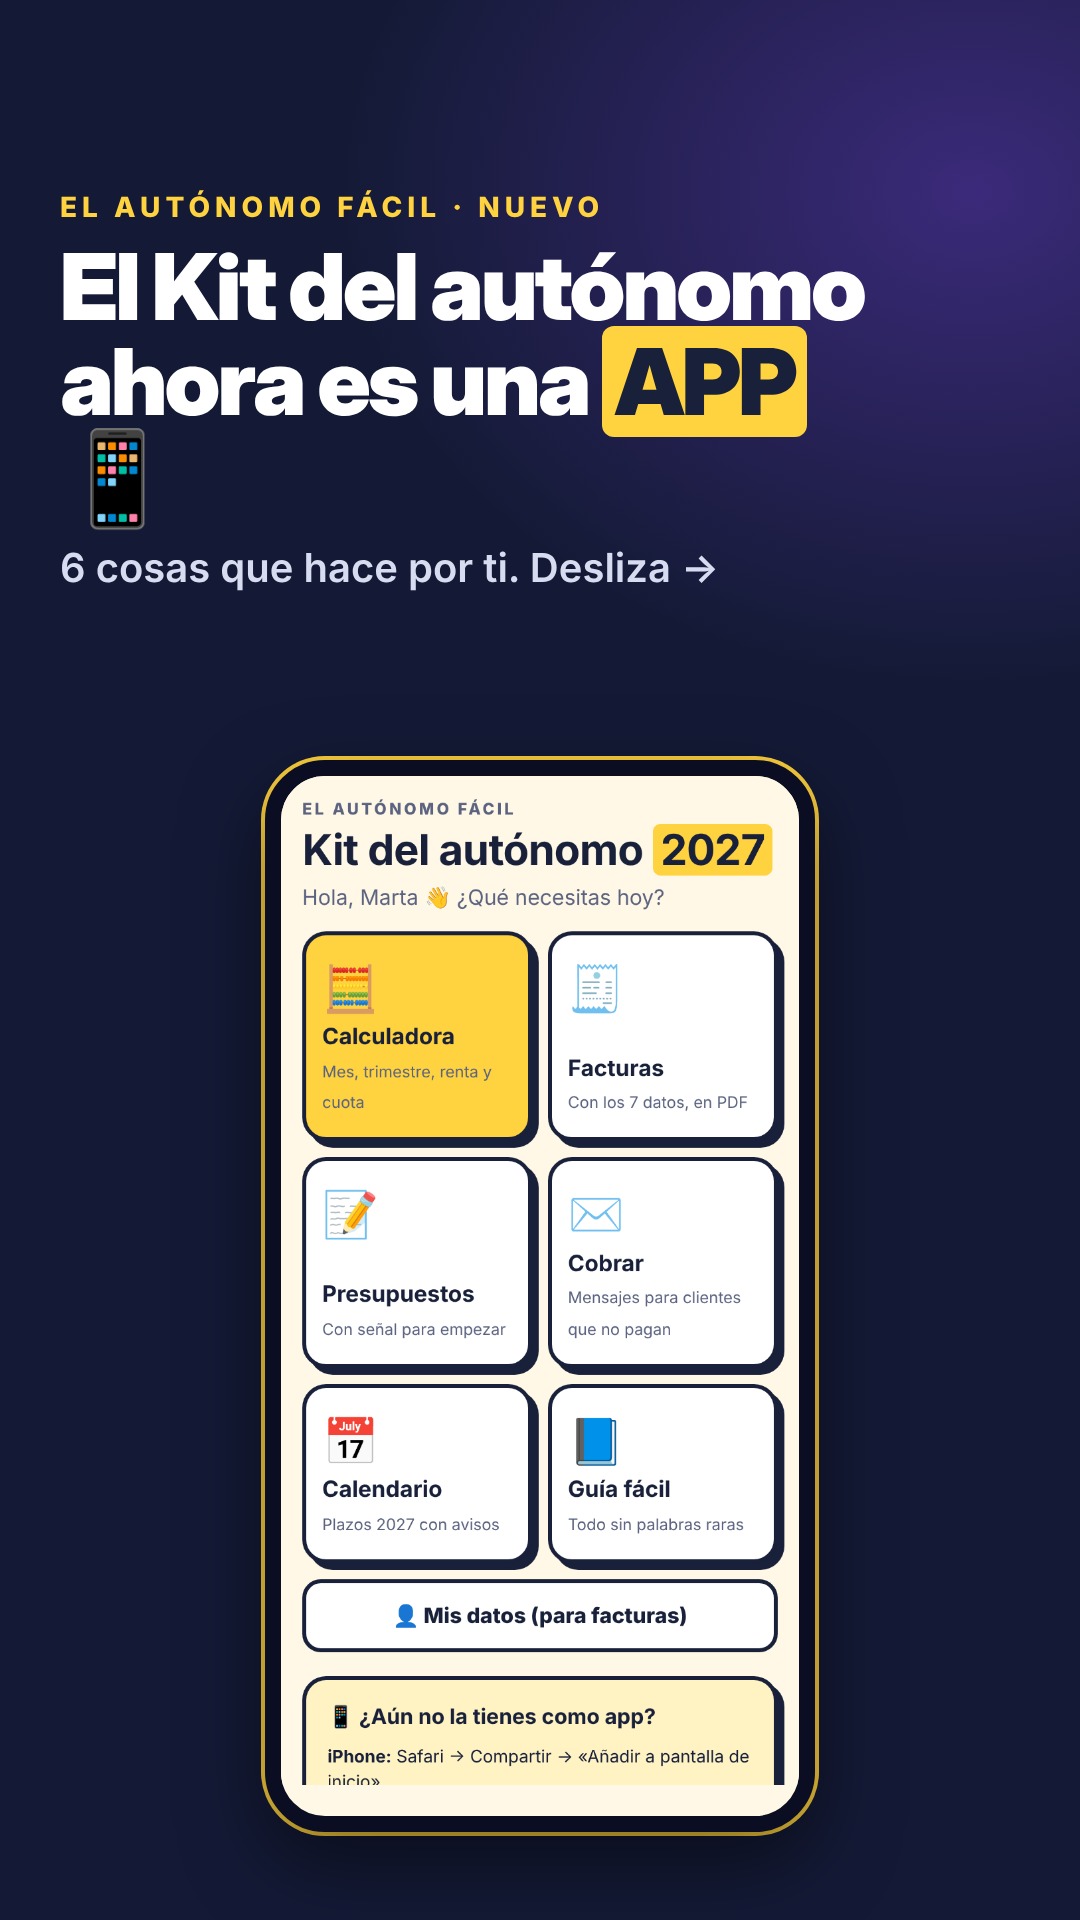 EL AUTÓNOMO FÁCIL · NUEVO
El Kit del autónomo
ahora es una APP
📱
6 cosas que hace por ti. Desliza →
EL AUTÓNOMO FÁCIL
Kit del autónomo 2027
Hola, Marta 👋 ¿Qué necesitas hoy?
Calculadora
Mes, trimestre, renta y
cuota
Facturas
Con los 7 datos, en PDF
Presupuestos
Con señal para empezar
Cobrar
Mensajes para clientes
que no pagan
July
17
Calendario
Plazos 2027 con avisos
Guía fácil
Todo sin palabras raras
👤 Mis datos (para facturas)
📱 ¿Aún no la tienes como app?
iPhone: Safari → Compartir → «Añadir a pantalla de
inicio»